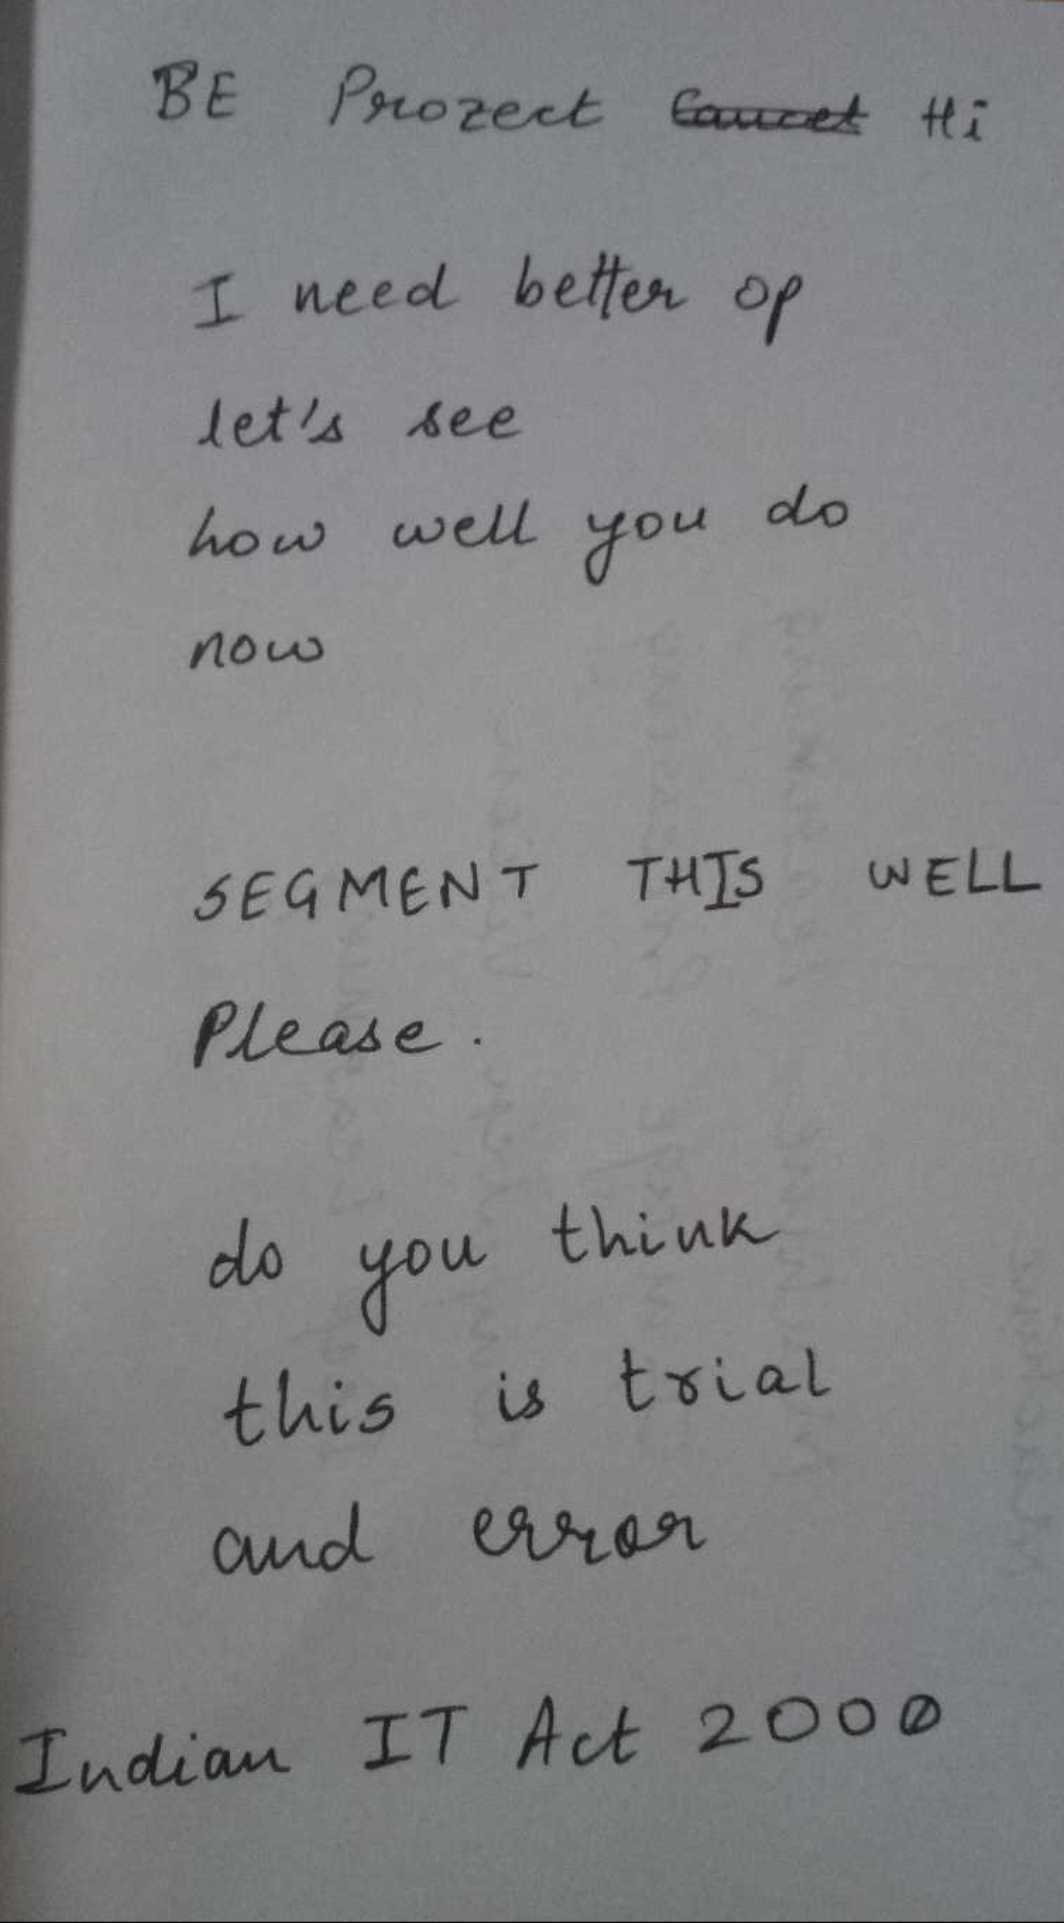 BE Prozect Hi
I need better op
let's see
how well you do
now
SEGMENT THIS WELL
Please.
do you think
this is trial
and error
Indian IT Act 2000